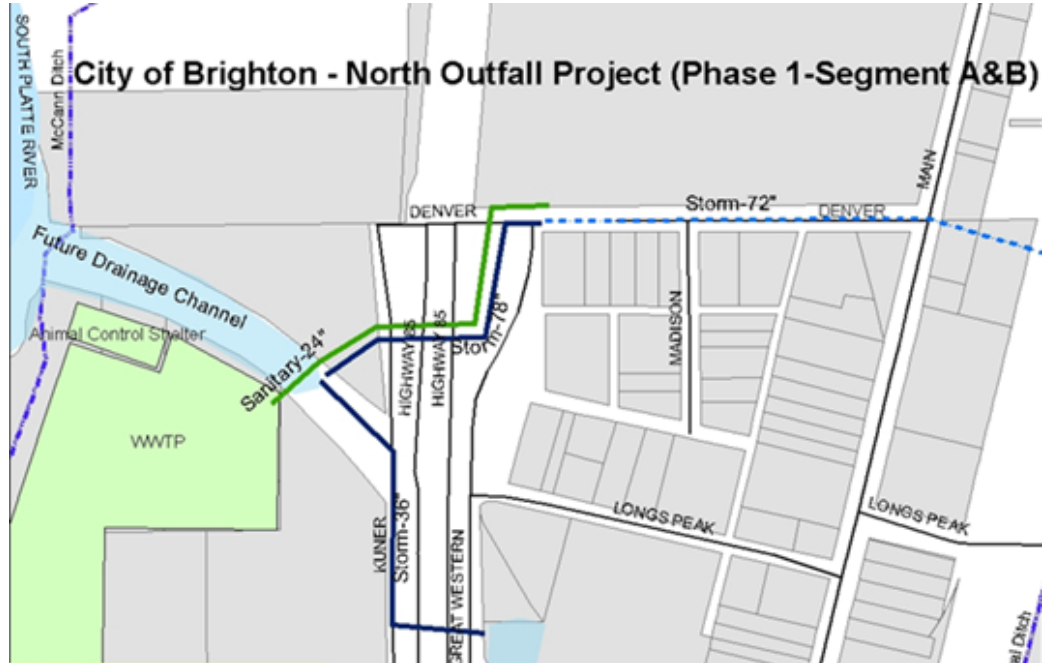 City of Brighton - North Outfall Project (Phase 1-Segment A&B)
SOUTH PLATTE RIVER
McCann Ditch
MAIN
DENVER
Storm-72"
DENVER
Future Drainage Channel
Animal Control Shelter
Sanitary-24"
Storm-78"
HIGHWAY 85
HIGHWAY 85
MADISON
WWTP
LONGS PEAK
LONGS PEAK
KUNER
Storm-36"
GREAT WESTERN
al Ditch